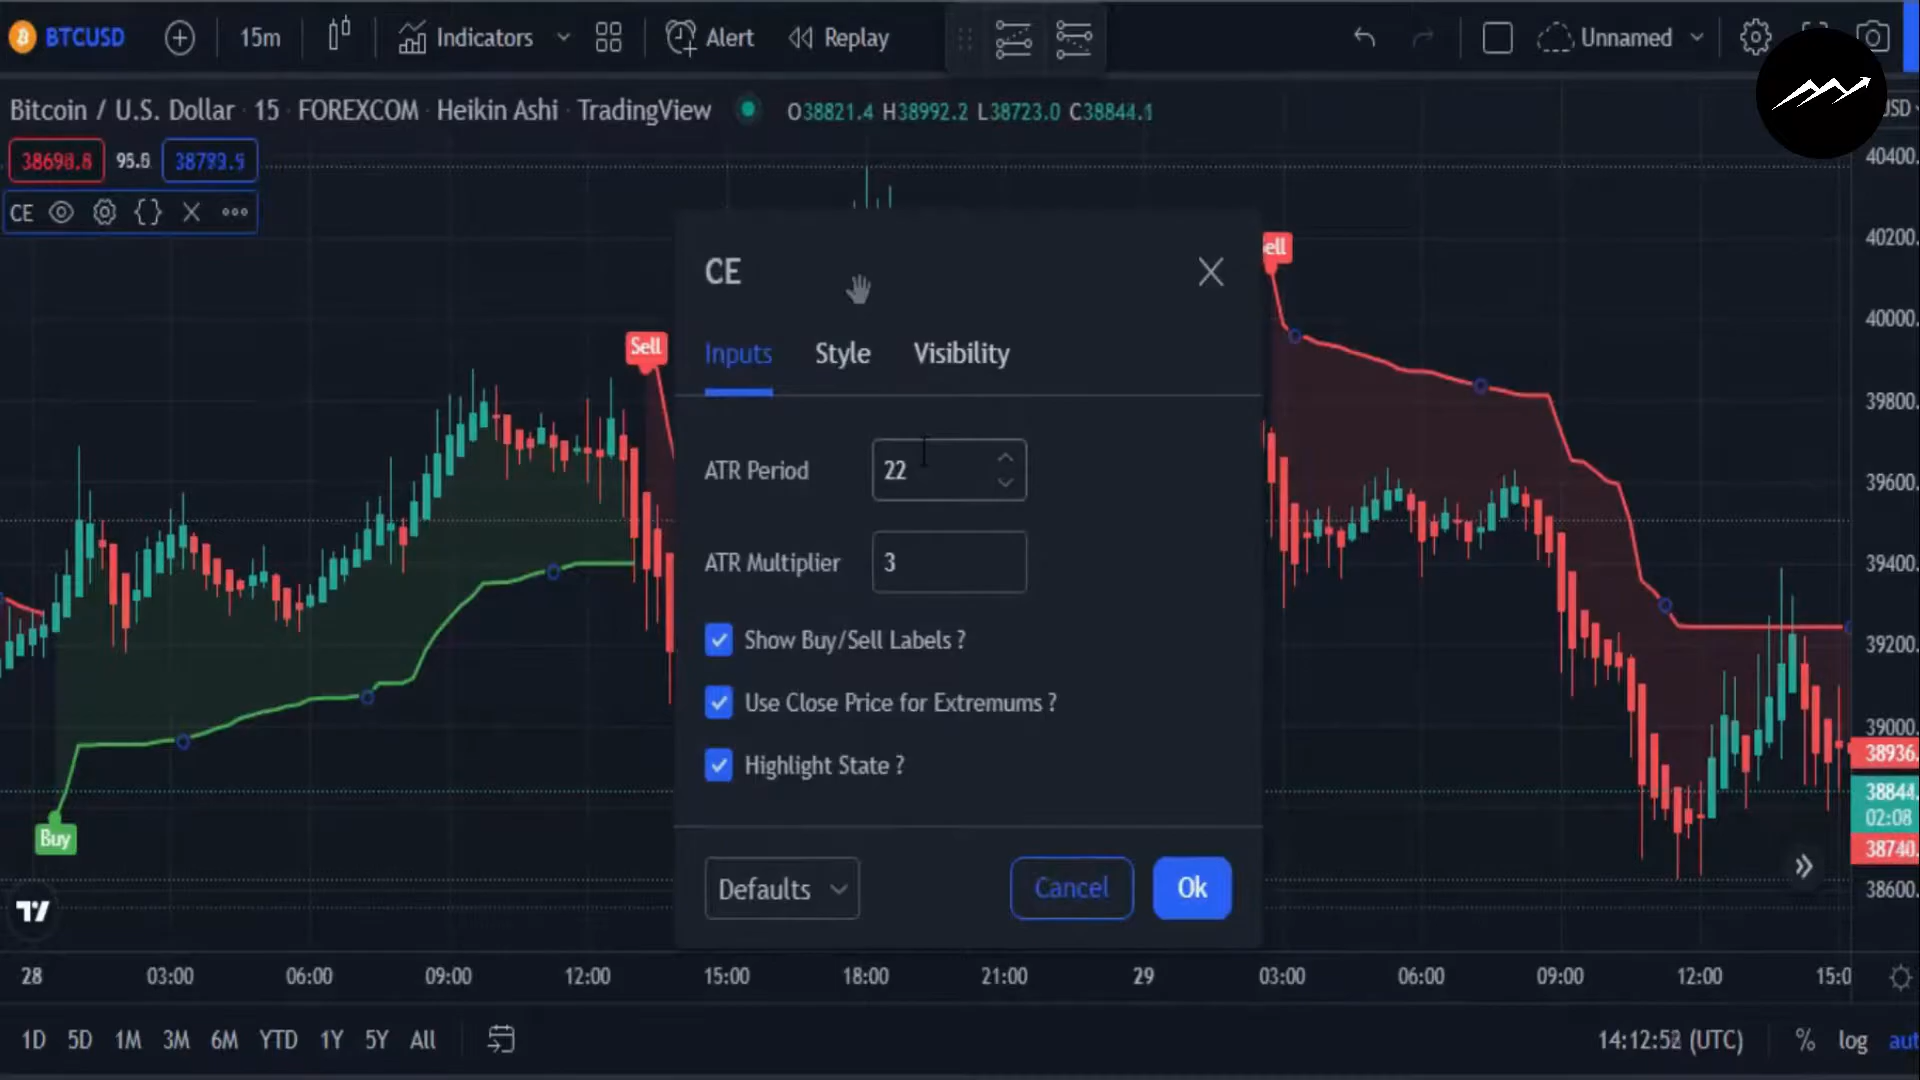 BTCUSD 15m Indicators Alert Replay Unnamed
Bitcoin / U.S. Dollar · 15 · FOREXCOM · Heikin Ashi · TradingView O38821.4 H38992.2 L38723.0 C38844.1 USD
95.8
CE
CE
Inputs Style Visibility
ATR Period 22
ATR Multiplier 3
Show Buy/Sell Labels ?
Use Close Price for Extremums ?
Highlight State ?
Defaults Cancel Ok
Buy
Sell
ell
40400.
40200.
40000.
39800.
39600.
39400.
39200.
39000.
38936.
38844.
02:08
38740.
38600.
28 03:00 06:00 09:00 12:00 15:00 18:00 21:00 29 03:00 06:00 09:00 12:00 15:0
1D 5D 1M 3M 6M YTD 1Y 5Y All 14:12:52 (UTC) % log aut